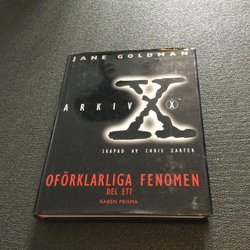 JANE GOLDMAN
ARKIV X (X)
SKAPAD AV CHRIS CARTER
OFÖRKLARLIGA FENOMEN
DEL ETT
RABÉN PRISMA